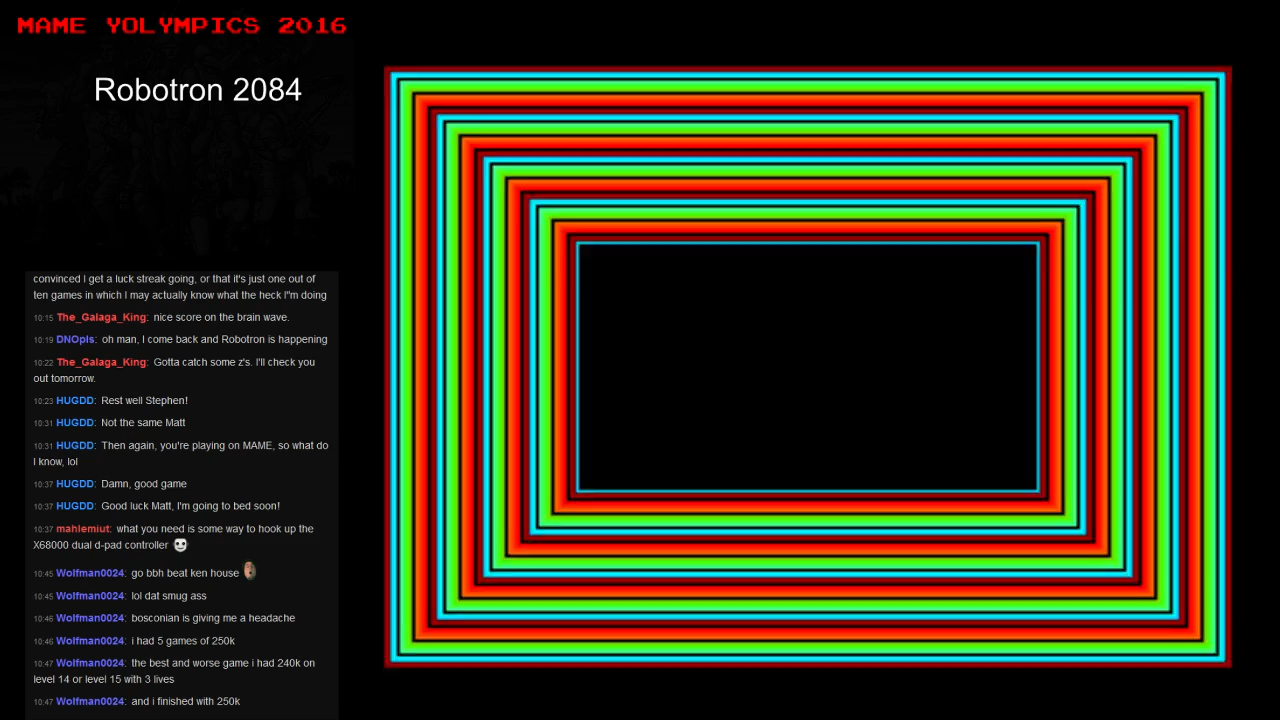 MAME YOLYMPICS 2016
Robotron 2084
convinced I get a luck streak going, or that it's just one out of
ten games in which I may actually know what the heck I"m doing
10:15 The_Galaga_King: nice score on the brain wave.
10:19 DNOpls: oh man, I come back and Robotron is happening
10:22 The_Galaga_King: Gotta catch some z's. I'll check you
out tomorrow.
10:23 HUGDD: Rest well Stephen!
10:31 HUGDD: Not the same Matt
10:31 HUGDD: Then again, you're playing on MAME, so what do
I know, lol
10:37 HUGDD: Damn, good game
10:37 HUGDD: Good luck Matt, I'm going to bed soon!
10:37 mahlemiut: what you need is some way to hook up the
X68000 dual d-pad controller
10:45 Wolfman0024: go bbh beat ken house
10:45 Wolfman0024: lol dat smug ass
10:46 Wolfman0024: bosconian is giving me a headache
10:46 Wolfman0024: i had 5 games of 250k
10:47 Wolfman0024: the best and worse game i had 240k on
level 14 or level 15 with 3 lives
10:47 Wolfman0024: and i finished with 250k